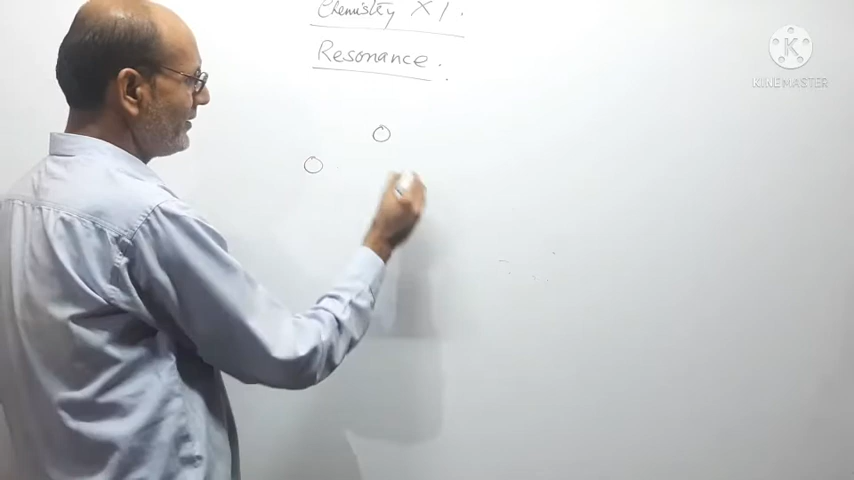 Chemistry XI.
Resonance.
O
O
K
KINEMASTER